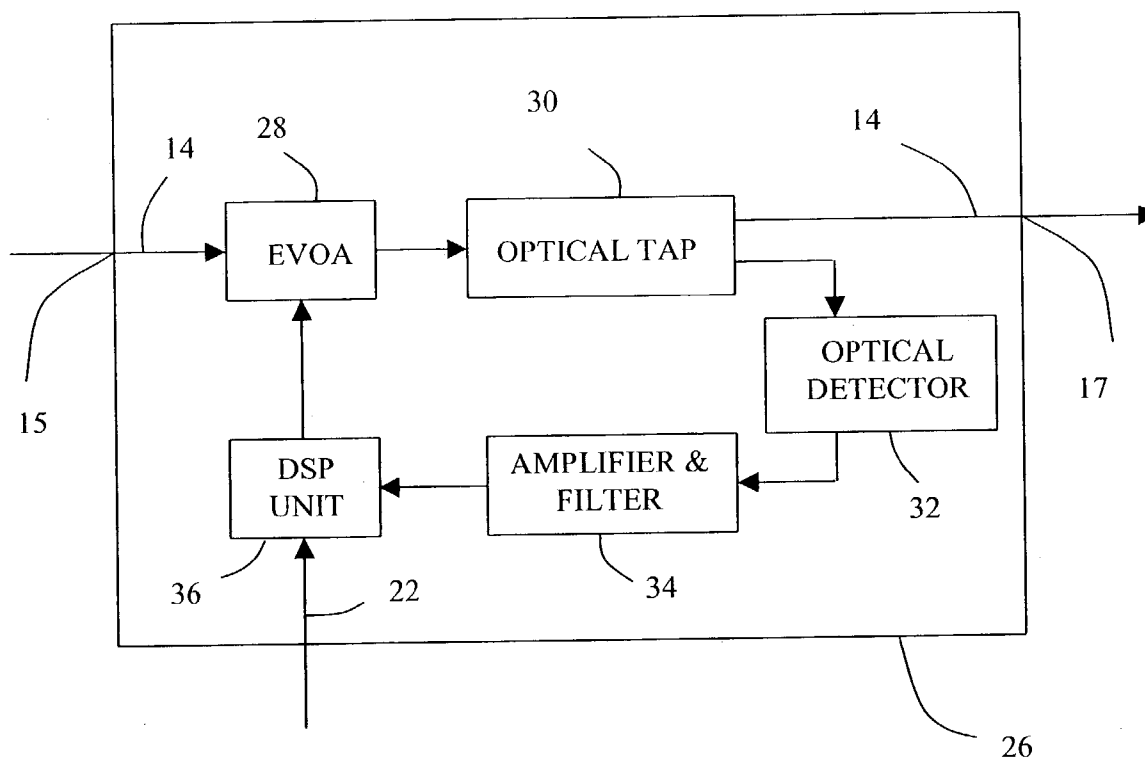 30
14
28
14
EVOA
OPTICAL TAP
OPTICAL
DETECTOR
15
17
DSP
UNIT
AMPLIFIER &
FILTER
32
36
22
34
26